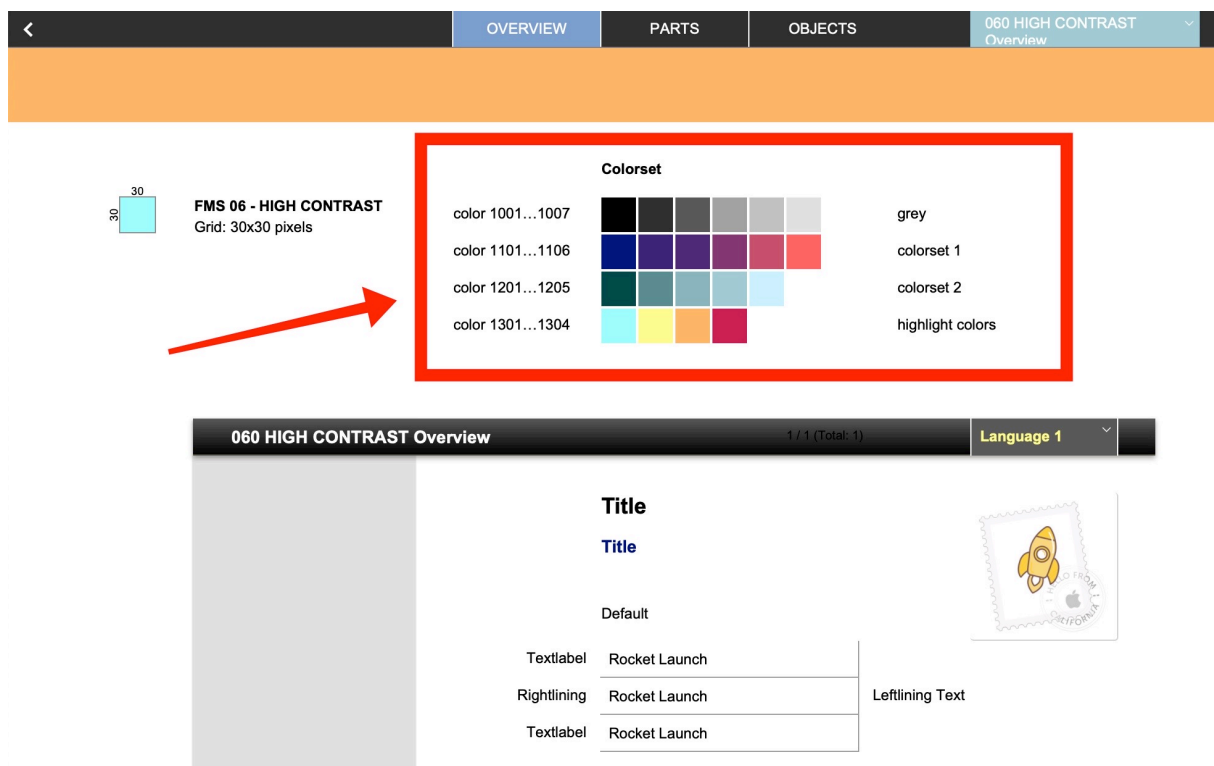 OVERVIEW
PARTS
OBJECTS
060 HIGH CONTRAST
Overview
Colorset
30
30
FMS 06 - HIGH CONTRAST
Grid: 30x30 pixels
color 1001...1007
grey
color 1101...1106
colorset 1
color 1201...1205
colorset 2
color 1301...1304
highlight colors
060 HIGH CONTRAST Overview
1 / 1 (Total: 1)
Language 1
Title
Title
HELLO FROM
CALIFORNIA
Default
Textlabel
Rocket Launch
Rightlining
Rocket Launch
Leftlining Text
Textlabel
Rocket Launch